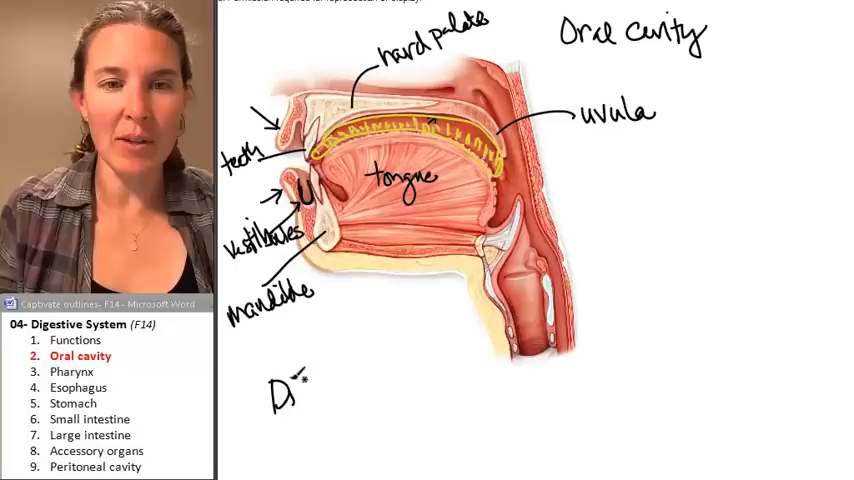 Oral cavity
hard palate
uvula
teeth
tongue
vestibules
mandible
Captivate outlines- F14 - Microsoft Word
04- Digestive System (F14)
1. Functions
2. Oral cavity
3. Pharynx
4. Esophagus
5. Stomach
6. Small intestine
7. Large intestine
8. Accessory organs
9. Peritoneal cavity